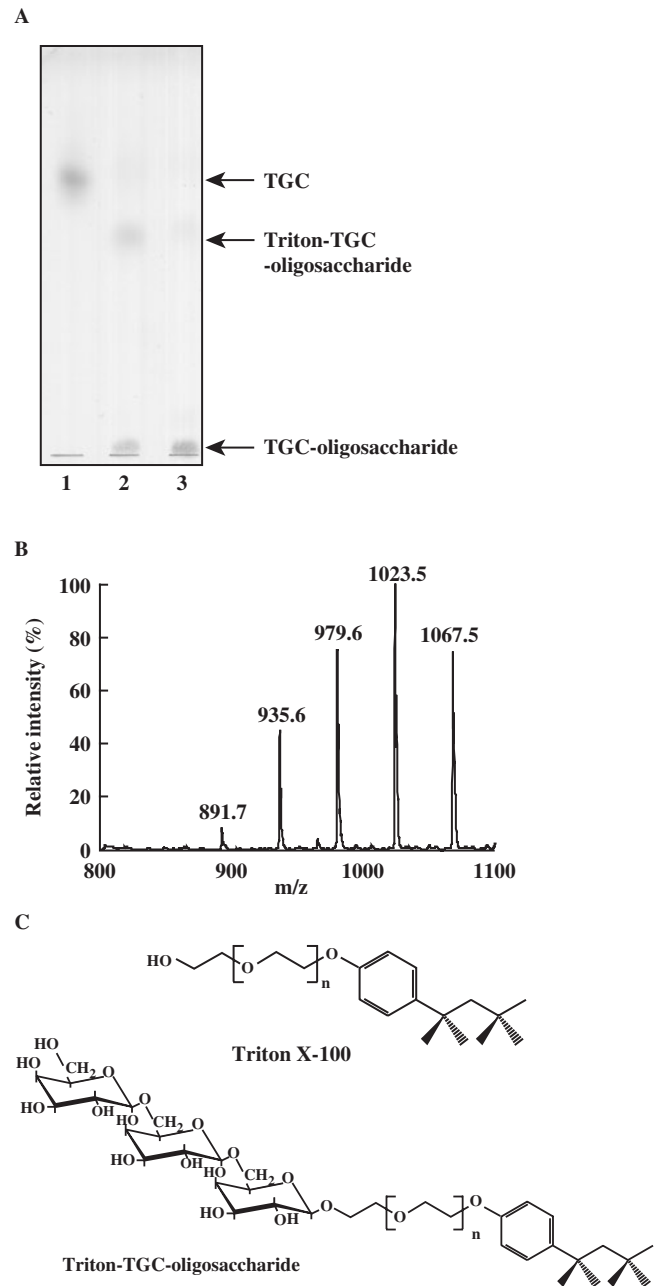 A
TGC
Triton-TGC
-oligosaccharide
TGC-oligosaccharide
1 2 3
B
Relative intensity (%)
100
80
60
40
20
0
891.7
935.6
979.6
1023.5
1067.5
800 900 1000 1100
m/z
C
HO
O
O
n
Triton X-100
HO
HO
CH2
O
HO
OH
O
HO
CH2
O
HO
OH
O
HO
CH2
O
HO
OH
O
O
O
n
Triton-TGC-oligosaccharide